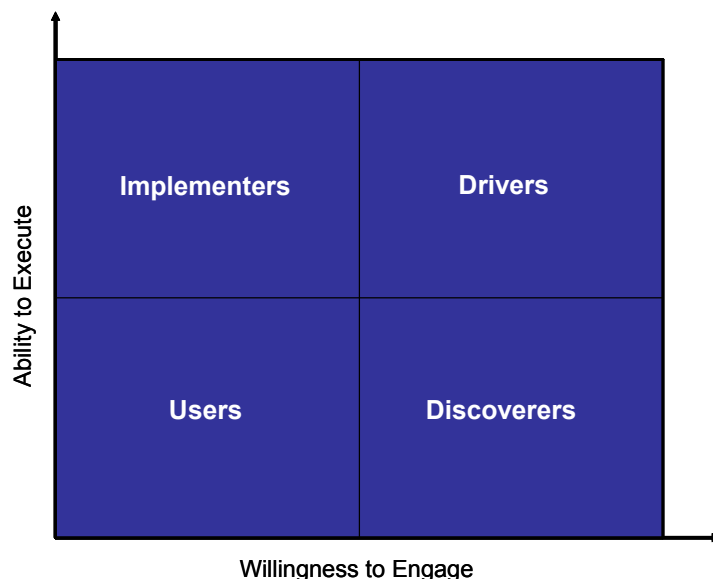 Implementers
Drivers
Ability to Execute
Users
Discoverers
Willingness to Engage